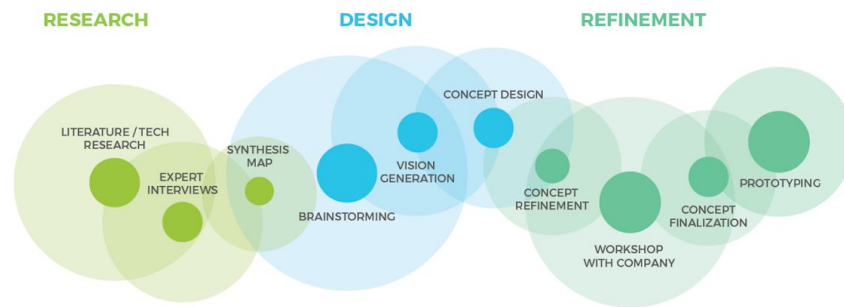 RESEARCH
DESIGN
REFINEMENT
LITERATURE / TECH
RESEARCH
EXPERT
INTERVIEWS
SYNTHESIS
MAP
BRAINSTORMING
VISION
GENERATION
CONCEPT DESIGN
CONCEPT
REFINEMENT
WORKSHOP
WITH COMPANY
CONCEPT
FINALIZATION
PROTOTYPING